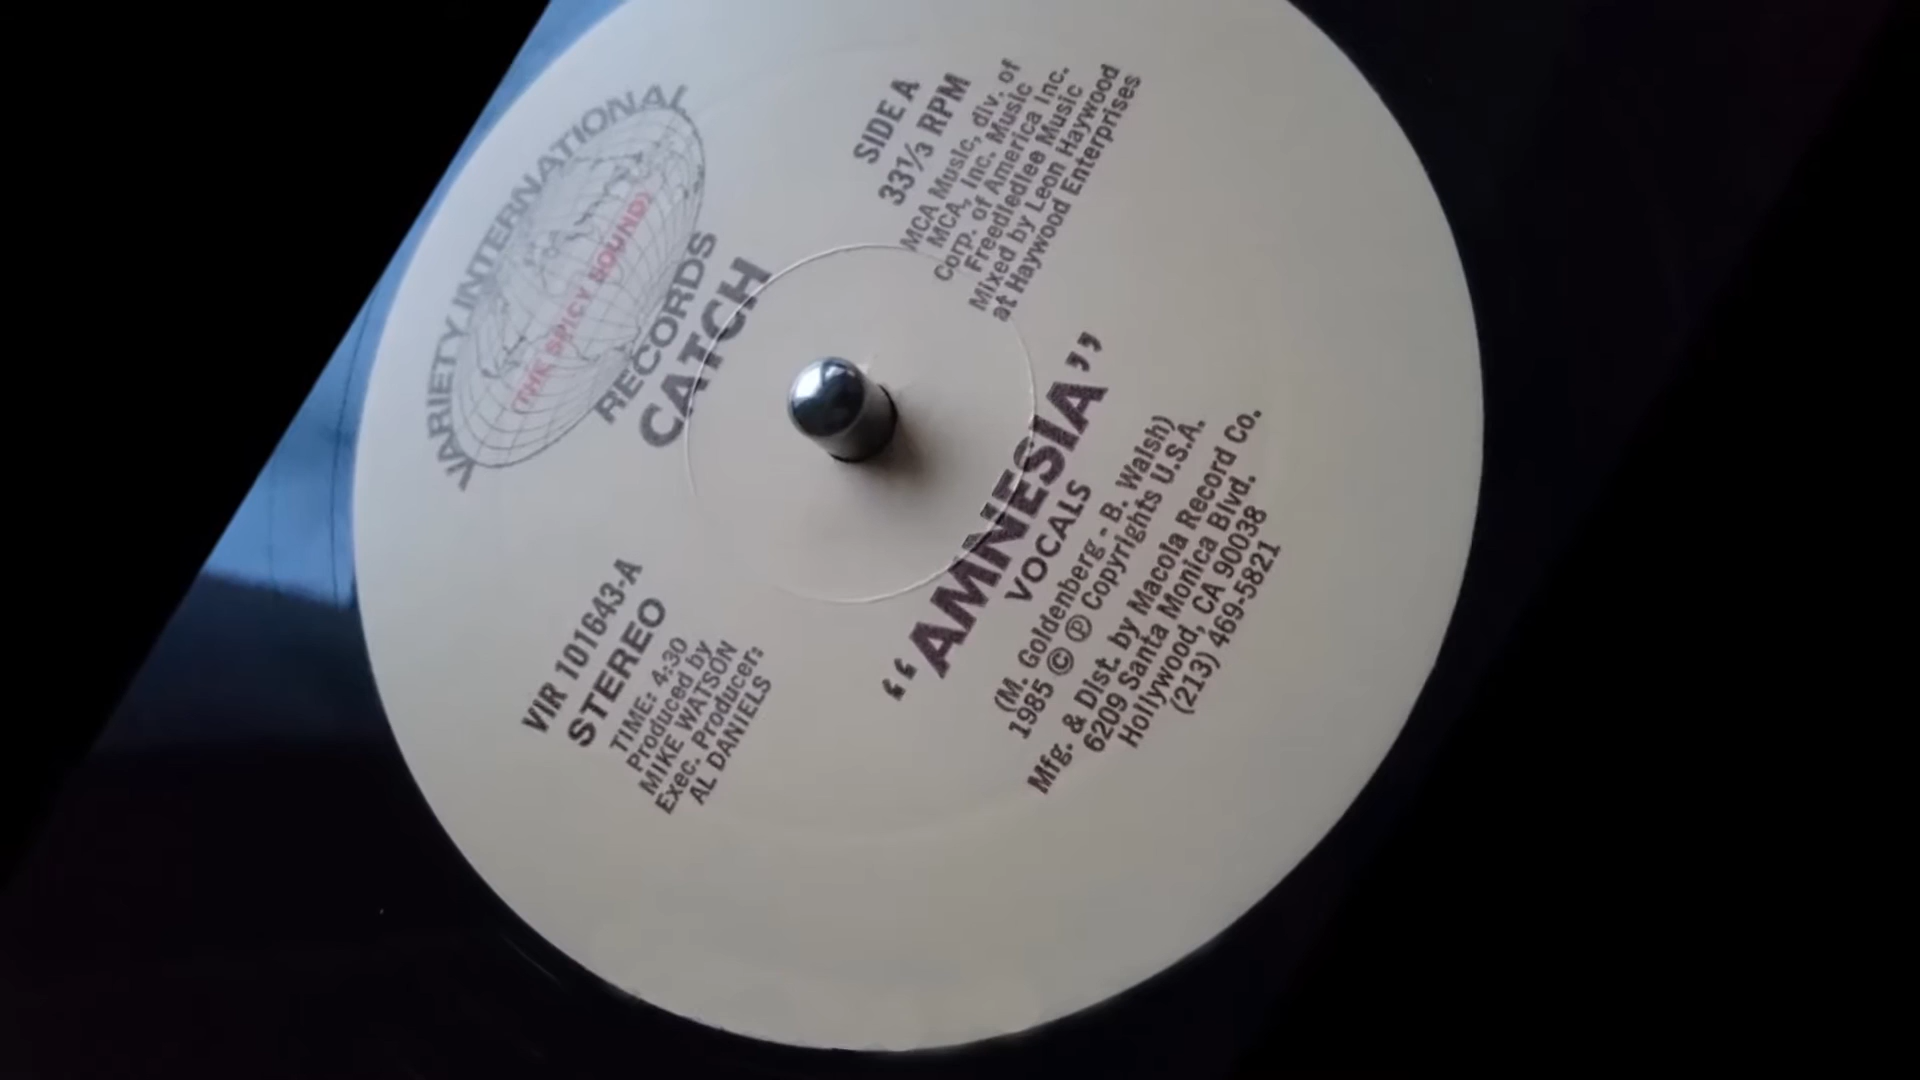 VARIETY INTERNATIONAL
(THE SPICY SOUND)
RECORDS
CATCH
VIR 101643-A
STEREO
TIME: 4:30
Produced by
MIKE WATSON
Exec. Producer:
AL DANIELS
SIDE A
33⅓ RPM
MCA Music, div. of
MCA, Inc. Music
Corp. of America Inc.
Freedledlee Music
Mixed by Leon Haywood
at Haywood Enterprises
“AMNESIA”
VOCALS
(M. Goldenberg - B. Walsh)
1985 © ℗ Copyrights U.S.A.
Mfg. & Dist. by Macola Record Co.
6209 Santa Monica Blvd.
Hollywood, CA 90038
(213) 469-5821